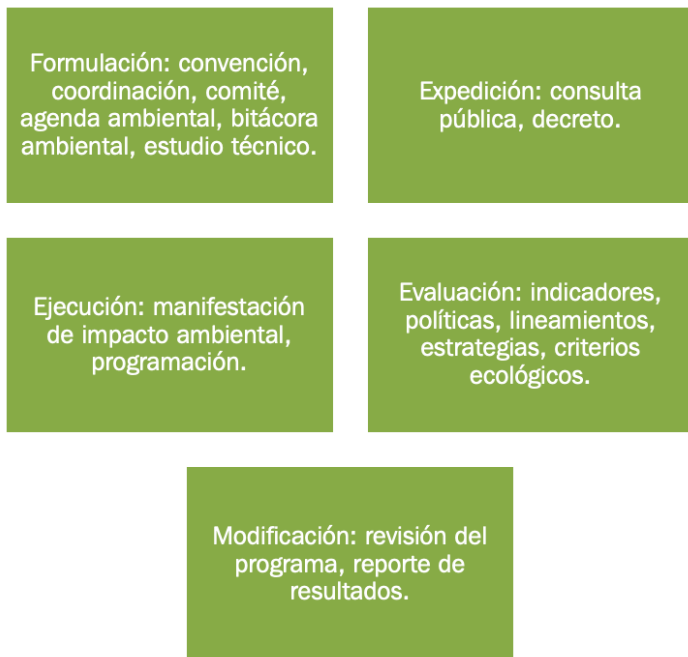 Formulación: convención,
coordinación, comité,
agenda ambiental, bitácora
ambiental, estudio técnico.
Expedición: consulta
pública, decreto.
Ejecución: manifestación
de impacto ambiental,
programación.
Evaluación: indicadores,
políticas, lineamientos,
estrategias, criterios
ecológicos.
Modificación: revisión del
programa, reporte de
resultados.